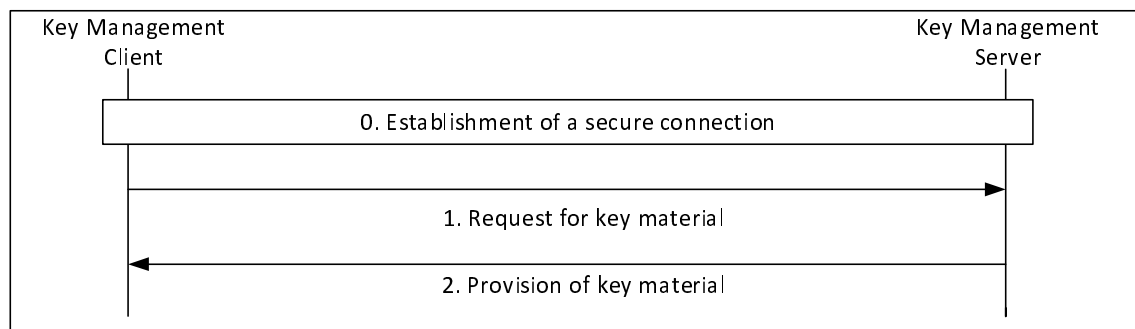 Key Management
Client
Key Management
Server
0. Establishment of a secure connection
1. Request for key material
2. Provision of key material